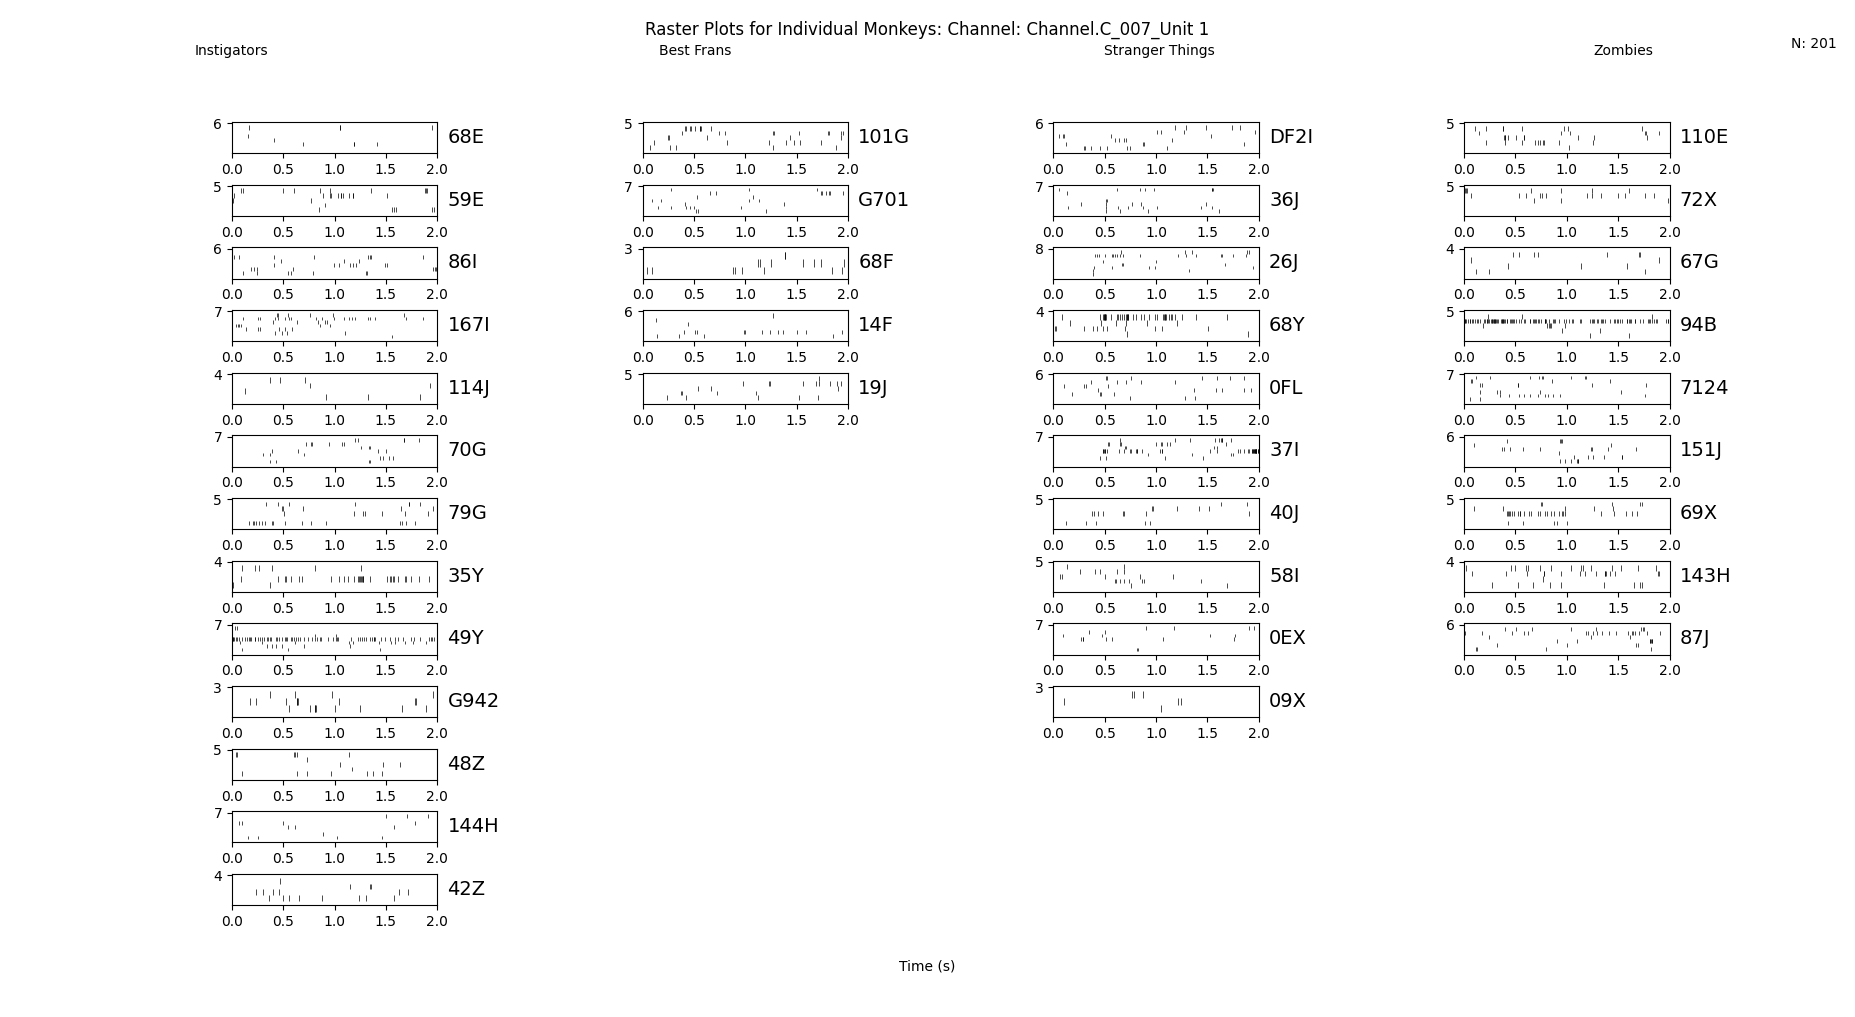 Raster Plots for Individual Monkeys: Channel: Channel.C_007_Unit 1
Instigators Best Frans Stranger Things Zombies N: 201
6 68E 5 101G 6 DF2I 5 110E
0.0 0.5 1.0 1.5 2.0 0.0 0.5 1.0 1.5 2.0 0.0 0.5 1.0 1.5 2.0 0.0 0.5 1.0 1.5 2.0
5 59E 7 G701 7 36J 5 72X
0.0 0.5 1.0 1.5 2.0 0.0 0.5 1.0 1.5 2.0 0.0 0.5 1.0 1.5 2.0 0.0 0.5 1.0 1.5 2.0
6 86I 3 68F 8 26J 4 67G
0.0 0.5 1.0 1.5 2.0 0.0 0.5 1.0 1.5 2.0 0.0 0.5 1.0 1.5 2.0 0.0 0.5 1.0 1.5 2.0
7 167I 6 14F 4 68Y 5 94B
0.0 0.5 1.0 1.5 2.0 0.0 0.5 1.0 1.5 2.0 0.0 0.5 1.0 1.5 2.0 0.0 0.5 1.0 1.5 2.0
4 114J 5 19J 6 0FL 7 7124
0.0 0.5 1.0 1.5 2.0 0.0 0.5 1.0 1.5 2.0 0.0 0.5 1.0 1.5 2.0 0.0 0.5 1.0 1.5 2.0
7 70G 7 37I 6 151J
0.0 0.5 1.0 1.5 2.0 0.0 0.5 1.0 1.5 2.0 0.0 0.5 1.0 1.5 2.0
5 79G 5 40J 5 69X
0.0 0.5 1.0 1.5 2.0 0.0 0.5 1.0 1.5 2.0 0.0 0.5 1.0 1.5 2.0
4 35Y 5 58I 4 143H
0.0 0.5 1.0 1.5 2.0 0.0 0.5 1.0 1.5 2.0 0.0 0.5 1.0 1.5 2.0
7 49Y 7 0EX 6 87J
0.0 0.5 1.0 1.5 2.0 0.0 0.5 1.0 1.5 2.0 0.0 0.5 1.0 1.5 2.0
3 G942 3 09X
0.0 0.5 1.0 1.5 2.0 0.0 0.5 1.0 1.5 2.0
5 48Z
0.0 0.5 1.0 1.5 2.0
7 144H
0.0 0.5 1.0 1.5 2.0
4 42Z
0.0 0.5 1.0 1.5 2.0
Time (s)